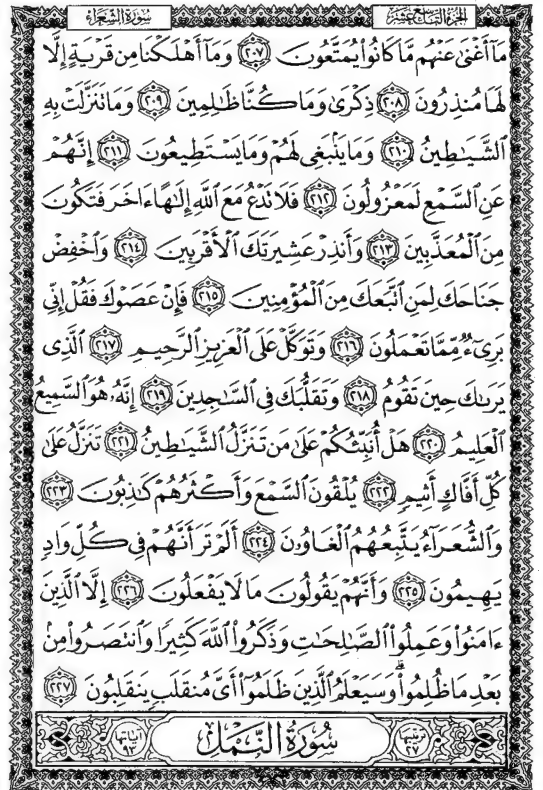 الجزء التاسع عشر
سورة الشعراء
مَآ أَغْنَىٰ عَنْهُم مَّا كَانُوا۟ يُمَتَّعُونَ ﴿٢٠٧﴾ وَمَآ أَهْلَكْنَا مِن قَرْيَةٍ إِلَّا
لَهَا مُنذِرُونَ ﴿٢٠٨﴾ ذِكْرَىٰ وَمَا كُنَّا ظَٰلِمِينَ ﴿٢٠٩﴾ وَمَا تَنَزَّلَتْ بِهِ
ٱلشَّيَٰطِينُ ﴿٢١٠﴾ وَمَا يَنۢبَغِى لَهُمْ وَمَا يَسْتَطِيعُونَ ﴿٢١١﴾ إِنَّهُمْ
عَنِ ٱلسَّمْعِ لَمَعْزُولُونَ ﴿٢١٢﴾ فَلَا تَدْعُ مَعَ ٱللَّهِ إِلَٰهًا ءَاخَرَ فَتَكُونَ
مِنَ ٱلْمُعَذَّبِينَ ﴿٢١٣﴾ وَأَنذِرْ عَشِيرَتَكَ ٱلْأَقْرَبِينَ ﴿٢١٤﴾ وَٱخْفِضْ
جَنَاحَكَ لِمَنِ ٱتَّبَعَكَ مِنَ ٱلْمُؤْمِنِينَ ﴿٢١٥﴾ فَإِنْ عَصَوْكَ فَقُلْ إِنِّى
بَرِىٓءٌ مِّمَّا تَعْمَلُونَ ﴿٢١٦﴾ وَتَوَكَّلْ عَلَى ٱلْعَزِيزِ ٱلرَّحِيمِ ﴿٢١٧﴾ ٱلَّذِى
يَرَىٰكَ حِينَ تَقُومُ ﴿٢١٨﴾ وَتَقَلُّبَكَ فِى ٱلسَّٰجِدِينَ ﴿٢١٩﴾ إِنَّهُۥ هُوَ ٱلسَّمِيعُ
ٱلْعَلِيمُ ﴿٢٢٠﴾ هَلْ أُنَبِّئُكُمْ عَلَىٰ مَن تَنَزَّلُ ٱلشَّيَٰطِينُ ﴿٢٢١﴾ تَنَزَّلُ عَلَىٰ
كُلِّ أَفَّاكٍ أَثِيمٍ ﴿٢٢٢﴾ يُلْقُونَ ٱلسَّمْعَ وَأَكْثَرُهُمْ كَٰذِبُونَ ﴿٢٢٣﴾
وَٱلشُّعَرَآءُ يَتَّبِعُهُمُ ٱلْغَاوُۥنَ ﴿٢٢٤﴾ أَلَمْ تَرَ أَنَّهُمْ فِى كُلِّ وَادٍ
يَهِيمُونَ ﴿٢٢٥﴾ وَأَنَّهُمْ يَقُولُونَ مَا لَا يَفْعَلُونَ ﴿٢٢٦﴾ إِلَّا ٱلَّذِينَ
ءَامَنُوا۟ وَعَمِلُوا۟ ٱلصَّٰلِحَٰتِ وَذَكَرُوا۟ ٱللَّهَ كَثِيرًا وَٱنتَصَرُوا۟ مِنۢ
بَعْدِ مَا ظُلِمُوا۟ ۗ وَسَيَعْلَمُ ٱلَّذِينَ ظَلَمُوٓا۟ أَىَّ مُنقَلَبٍ يَنقَلِبُونَ ﴿٢٢٧﴾
ترتيبها ٢٧
سُورَةُ النَّمْلِ
آياتها ٩٣